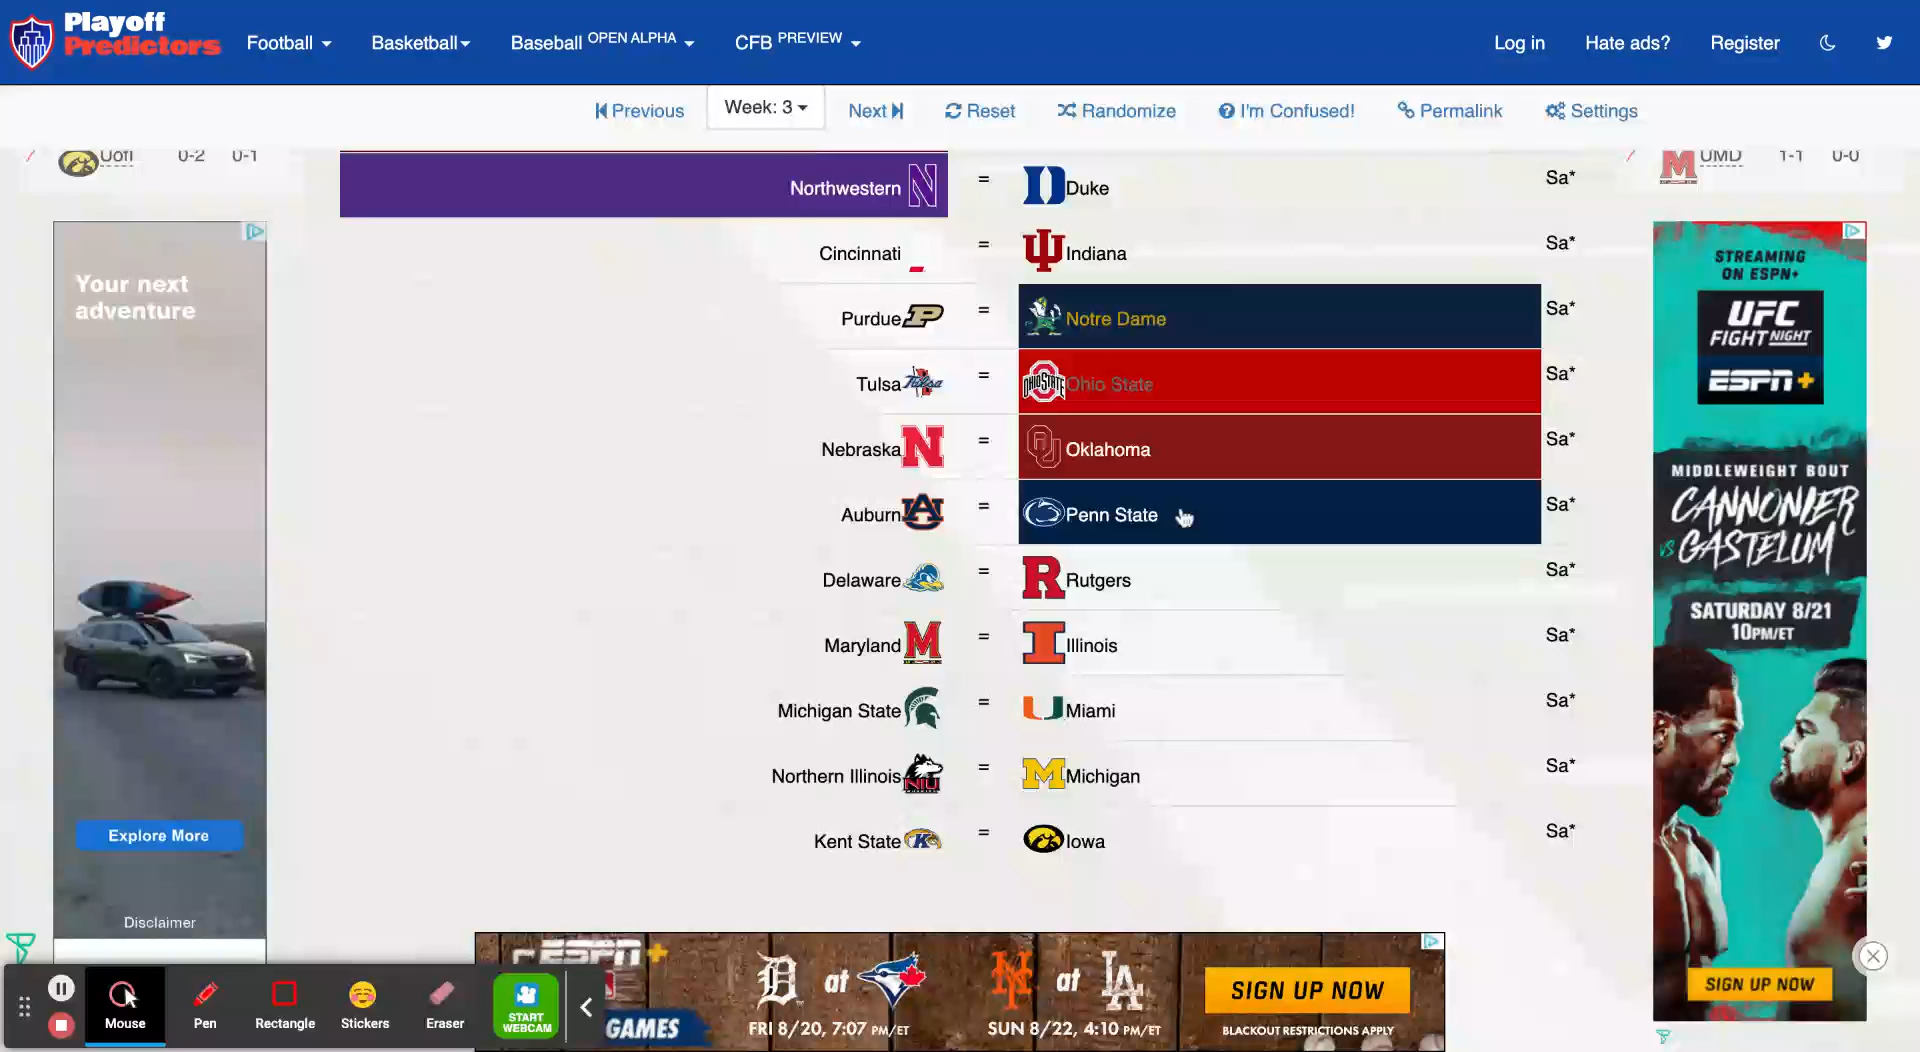 Playoff
Predictors
Football
Basketball
Baseball OPEN ALPHA
CFB PREVIEW
Log in
Hate ads?
Register
Previous
Week: 3
Next
Reset
Randomize
I'm Confused!
Permalink
Settings
UofI 0-2 0-1
UMD 1-1 0-0
Northwestern = Duke Sa*
Cincinnati = Indiana Sa*
Purdue = Notre Dame Sa*
Tulsa = Ohio State Sa*
Nebraska = Oklahoma Sa*
Auburn = Penn State Sa*
Delaware = Rutgers Sa*
Maryland = Illinois Sa*
Michigan State = Miami Sa*
Northern Illinois = Michigan Sa*
Kent State = Iowa Sa*
Your next
adventure
Explore More
Disclaimer
STREAMING
ON ESPN+
UFC
FIGHT NIGHT
ESPN+
MIDDLEWEIGHT BOUT
CANNONIER
VS GASTELUM
SATURDAY 8/21
10PM/ET
SIGN UP NOW
Mouse
Pen
Rectangle
Stickers
Eraser
START
WEBCAM
ESPN+
GAMES
at
FRI 8/20, 7:07 PM/ET
at
SUN 8/22, 4:10 PM/ET
SIGN UP NOW
BLACKOUT RESTRICTIONS APPLY